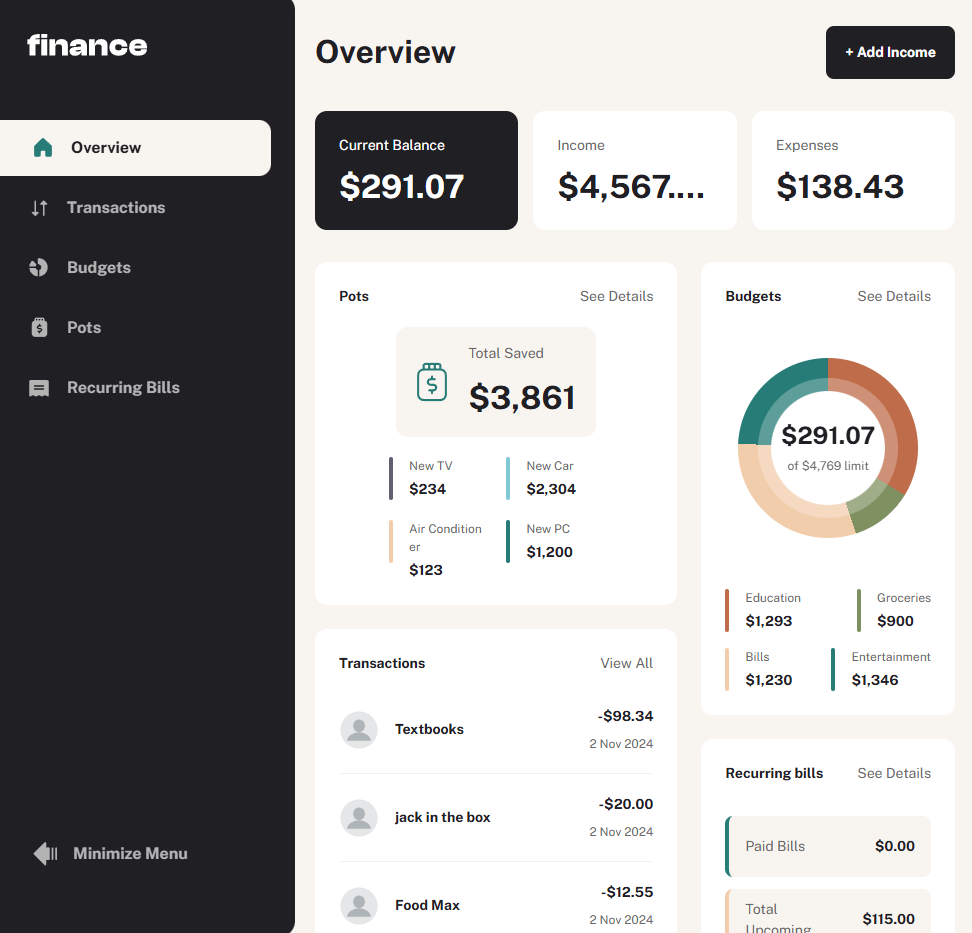 finance
Overview
Transactions
Budgets
Pots
Recurring Bills
Minimize Menu
Overview
+ Add Income
Current Balance
$291.07
Income
$4,567....
Expenses
$138.43
Pots
See Details
Total Saved
$3,861
New TV
$234
New Car
$2,304
Air Condition
er
$123
New PC
$1,200
Transactions
View All
Textbooks
-$98.34
2 Nov 2024
jack in the box
-$20.00
2 Nov 2024
Food Max
-$12.55
2 Nov 2024
Budgets
See Details
$291.07
of $4,769 limit
Education
$1,293
Groceries
$900
Bills
$1,230
Entertainment
$1,346
Recurring bills
See Details
Paid Bills
$0.00
Total
Upcoming
$115.00